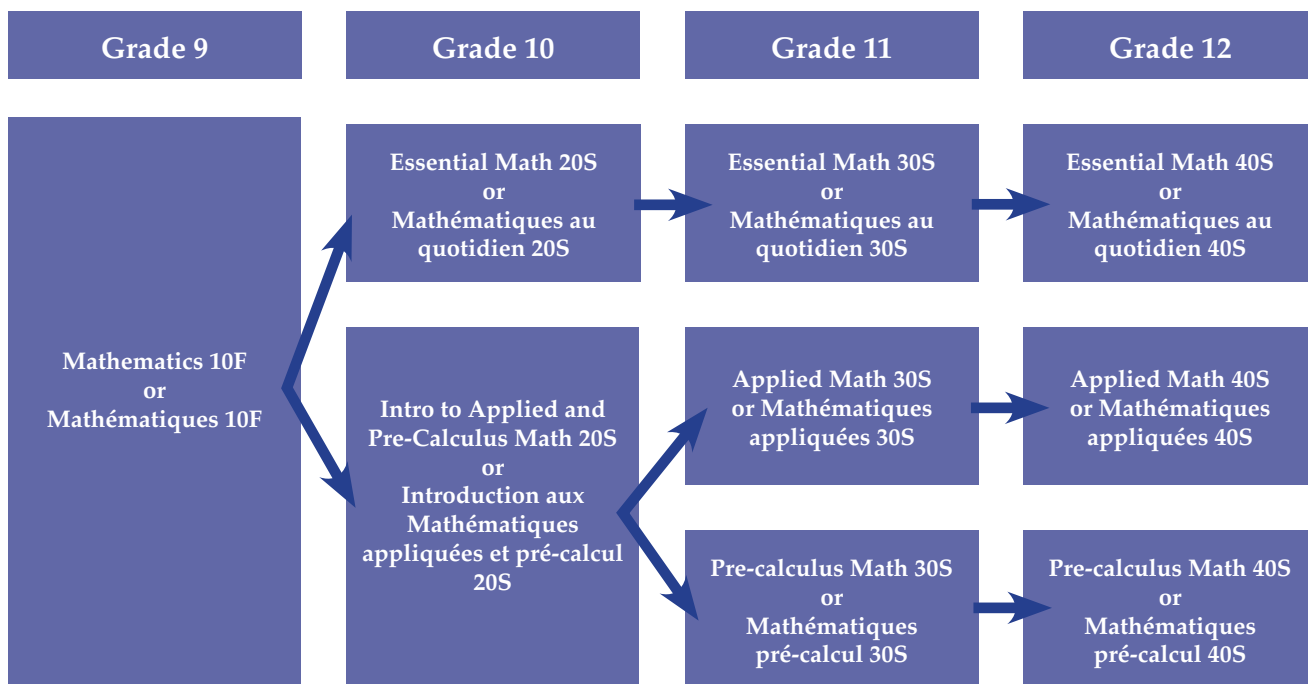 Grade 9
Grade 10
Grade 11
Grade 12
Mathematics 10F
or
Mathématiques 10F
Essential Math 20S
or
Mathématiques au
quotidien 20S
Essential Math 30S
or
Mathématiques au
quotidien 30S
Essential Math 40S
or
Mathématiques au
quotidien 40S
Intro to Applied and
Pre-Calculus Math 20S
or
Introduction aux
Mathématiques
appliquées et pré-calcul
20S
Applied Math 30S
or Mathématiques
appliquées 30S
Applied Math 40S
or Mathématiques
appliquées 40S
Pre-calculus Math 30S
or
Mathématiques
pré-calcul 30S
Pre-calculus Math 40S
or
Mathématiques
pré-calcul 40S